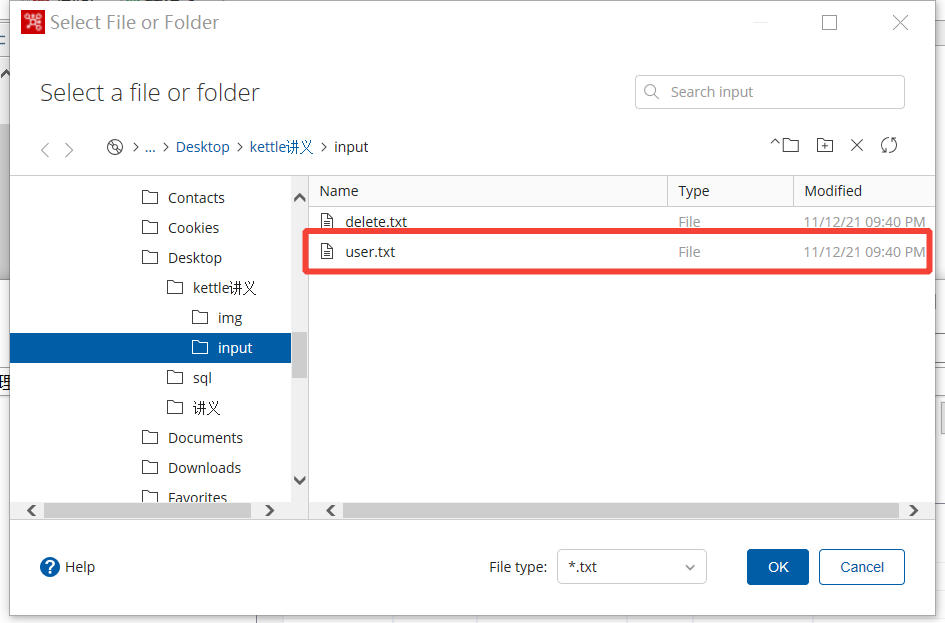 Select File or Folder
Select a file or folder
Search input
... Desktop kettle讲义 input
Name Type Modified
Contacts
Cookies
Desktop
kettle讲义
img
input
sql
讲义
Documents
Downloads
Favorites
delete.txt File 11/12/21 09:40 PM
user.txt File 11/12/21 09:40 PM
Help
File type: *.txt
OK
Cancel
理